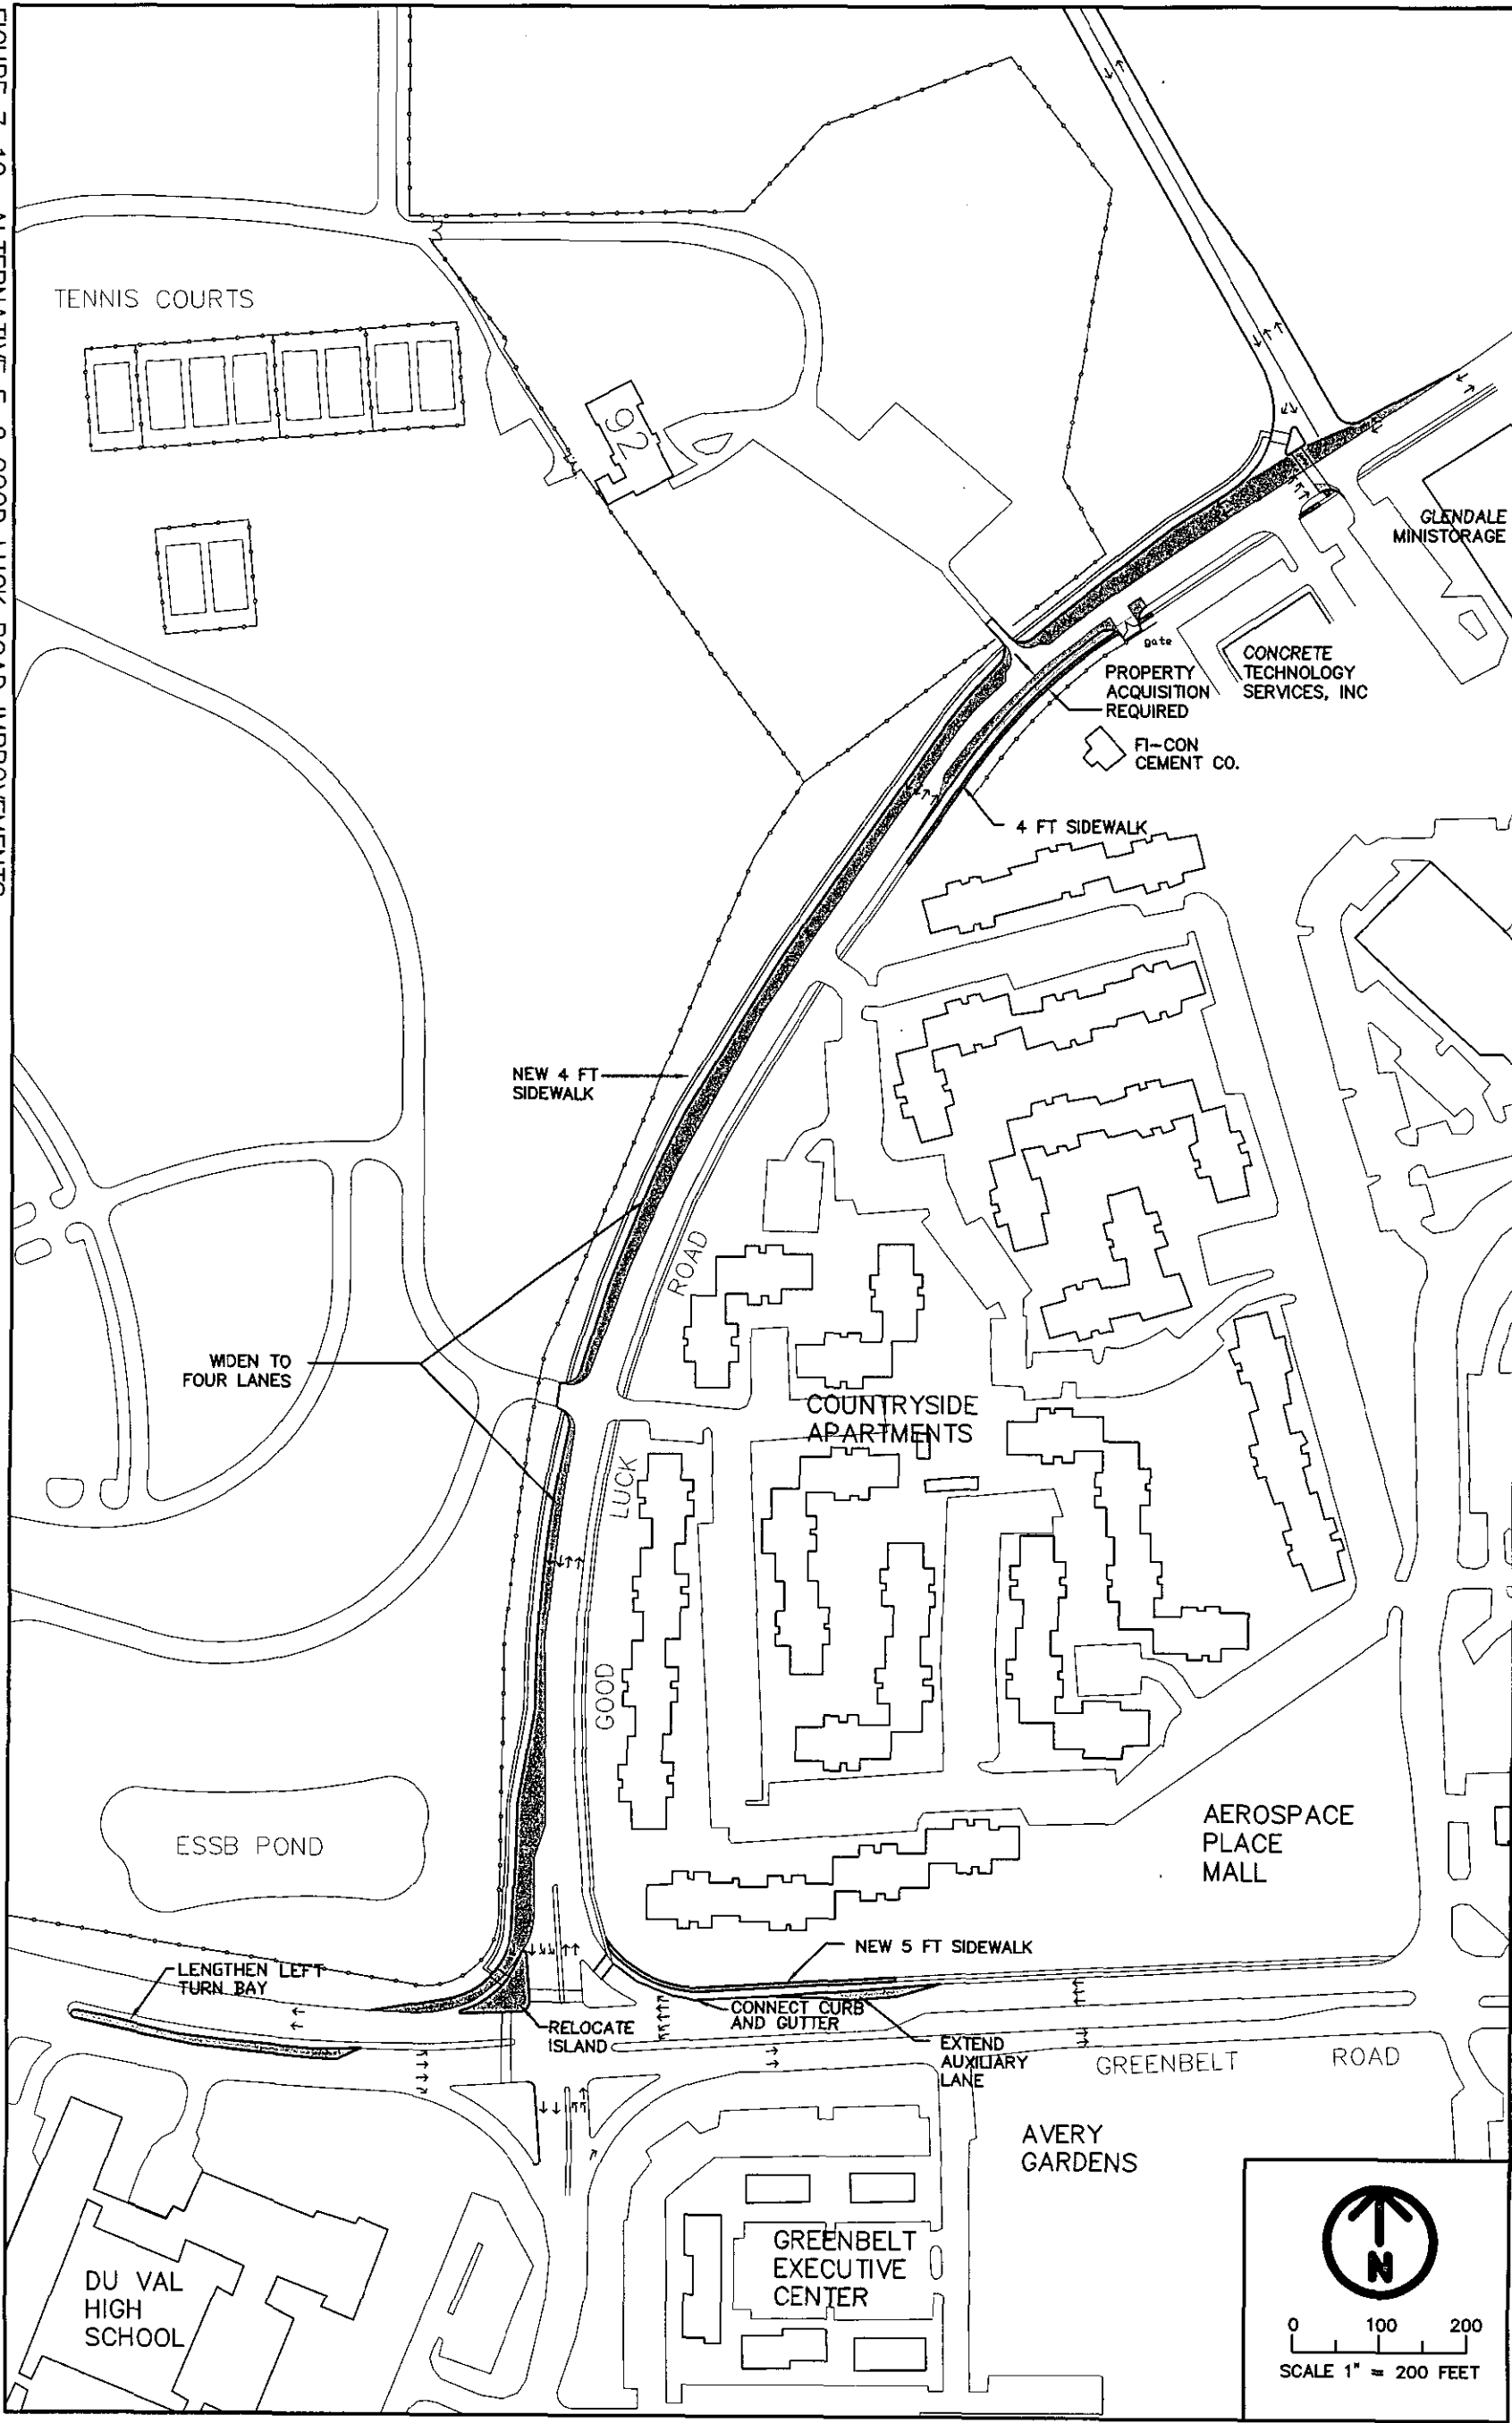 TENNIS COURTS
92
GLENDALE
MINISTORAGE
gate
CONCRETE
TECHNOLOGY
SERVICES, INC
PROPERTY
ACQUISITION
REQUIRED
FI-CON
CEMENT CO.
4 FT SIDEWALK
NEW 4 FT
SIDEWALK
ROAD
WIDEN TO
FOUR LANES
COUNTRYSIDE
APARTMENTS
LUCK
GOOD
ESSB POND
AEROSPACE
PLACE
MALL
NEW 5 FT SIDEWALK
LENGTHEN LEFT
TURN BAY
CONNECT CURB
AND GUTTER
RELOCATE
ISLAND
EXTEND
AUXILIARY
LANE
GREENBELT ROAD
AVERY
GARDENS
GREENBELT
EXECUTIVE
CENTER
DU VAL
HIGH
SCHOOL
N
0 100 200
SCALE 1" = 200 FEET